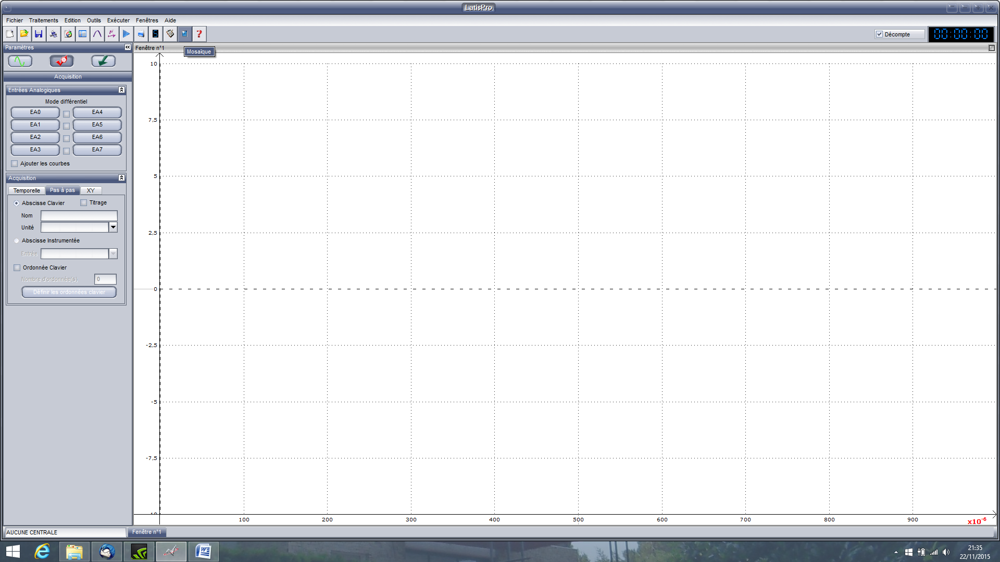 LatisPro
Fichier Traitements Edition Outils Exécuter Fenêtres Aide
Décompte 00:00:00
Paramètres
Fenêtre n°1
Mosaïque
Acquisition
Entrées Analogiques
Mode différentiel
EA0 EA4
EA1 EA5
EA2 EA6
EA3 EA7
Ajouter les courbes
Acquisition
Temporelle Pas à pas XY
Abscisse Clavier Titrage
Nom
Unité
Abscisse Instrumentée
Entrée
Ordonnée Clavier
Nombre d'ordonnée(s) 0
Définir les ordonnées clavier
10
7,5
5
2,5
0
-2,5
-5
-7,5
-10
100 200 300 400 500 600 700 800 900 x10-6
AUCUNE CENTRALE Fenêtre n°1
21:35
22/11/2015